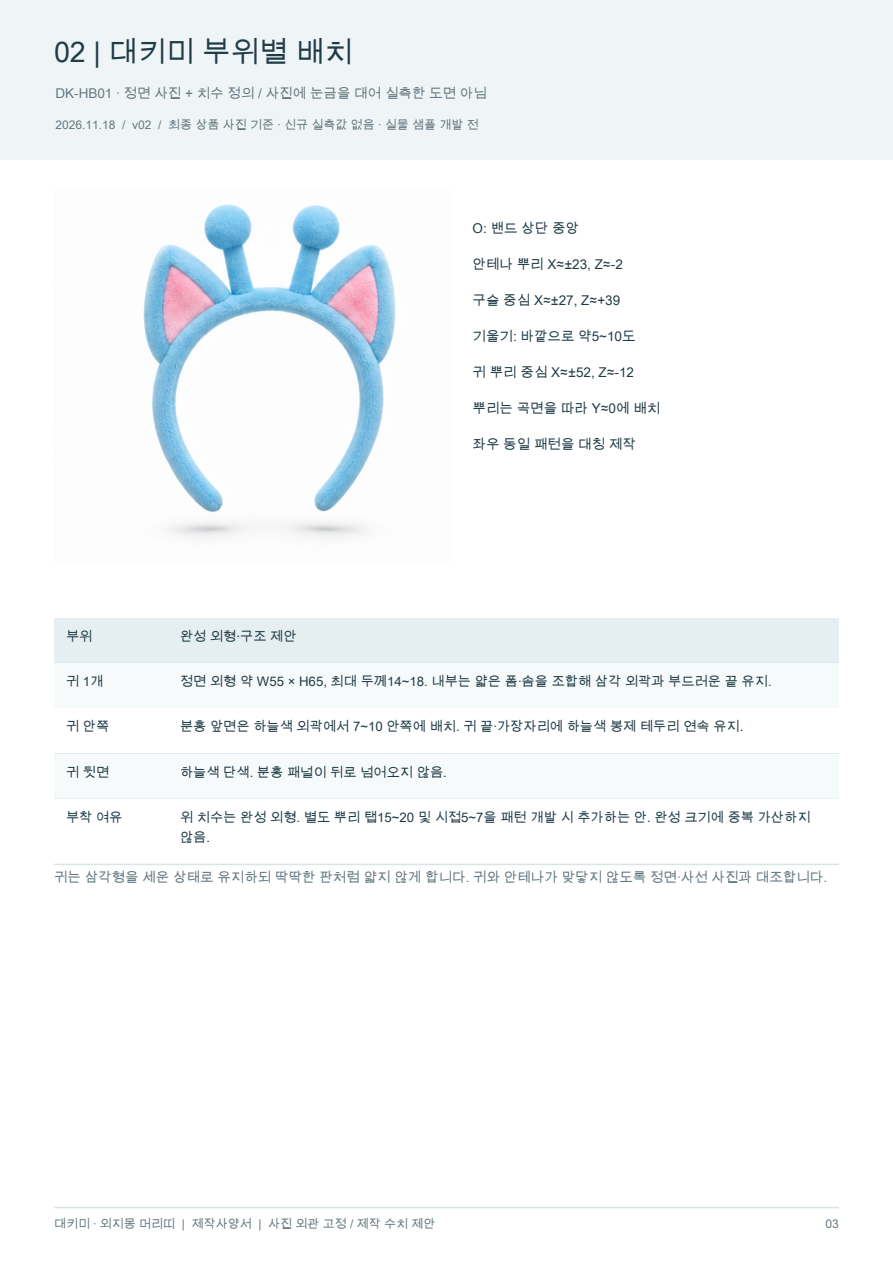 02 | 대키미 부위별 배치
DK-HB01 · 정면 사진 + 치수 정의 / 사진에 눈금을 대어 실측한 도면 아님
2026.11.18 / v02 / 최종 상품 사진 기준 · 신규 실측값 없음 · 실물 샘플 개발 전
O: 밴드 상단 중앙
안테나 뿌리 X≈±23, Z≈-2
구슬 중심 X≈±27, Z≈+39
기울기: 바깥으로 약5~10도
귀 뿌리 중심 X≈±52, Z≈-12
뿌리는 곡면을 따라 Y≈0에 배치
좌우 동일 패턴을 대칭 제작
부위 완성 외형·구조 제안
귀 1개 정면 외형 약 W55 × H65, 최대 두께14~18. 내부는 얇은 폼·솜을 조합해 삼각 외곽과 부드러운 끝 유지.
귀 안쪽 분홍 앞면은 하늘색 외곽에서 7~10 안쪽에 배치. 귀 끝·가장자리에 하늘색 봉제 테두리 연속 유지.
귀 뒷면 하늘색 단색. 분홍 패널이 뒤로 넘어오지 않음.
부착 여유 위 치수는 완성 외형. 별도 뿌리 탭15~20 및 시접5~7을 패턴 개발 시 추가하는 안. 완성 크기에 중복 가산하지
않음.
귀는 삼각형을 세운 상태로 유지하되 딱딱한 판처럼 얇지 않게 합니다. 귀와 안테나가 맞닿지 않도록 정면·사선 사진과 대조합니다.
대키미 · 외지몽 머리띠 | 제작사양서 | 사진 외관 고정 / 제작 수치 제안 03